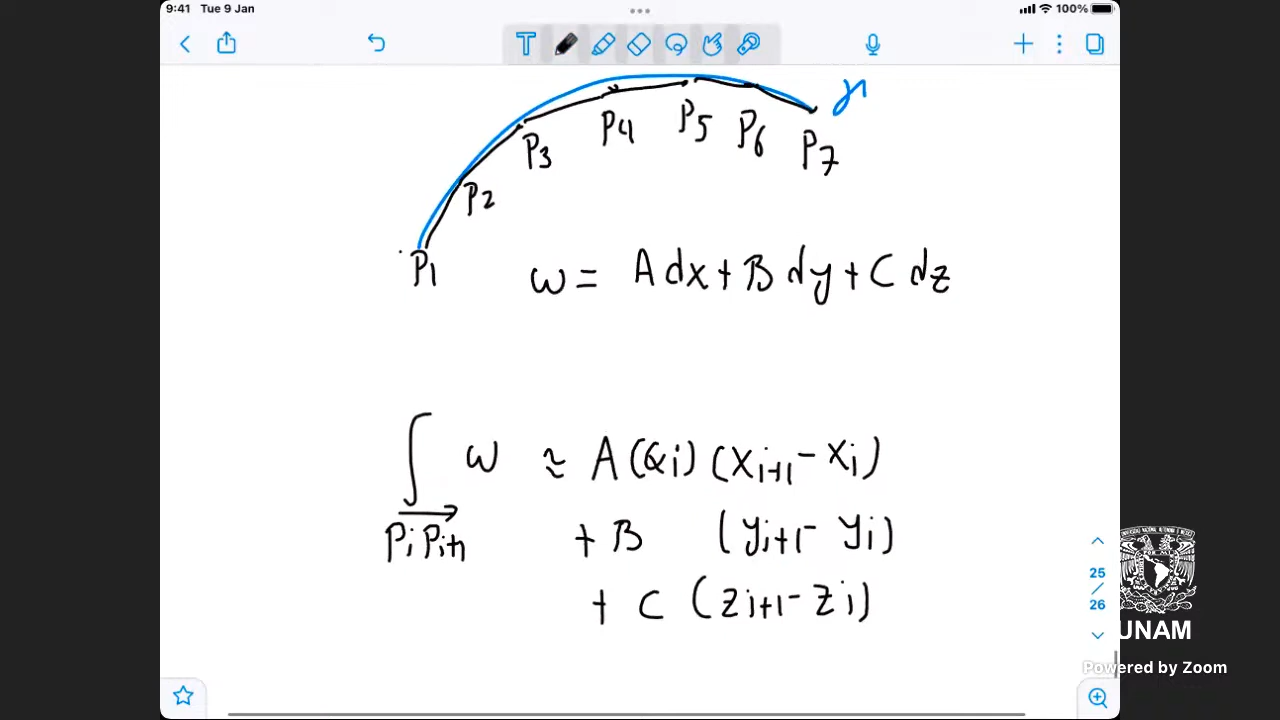 9:41 Tue 9 Jan 100%
γ
P1 P2 P3 P4 P5 P6 P7
ω = A dx + B dy + C dz
∫ ω ≈ A(Qi) (xi+1 - xi)
PiPi+1 + B (yi+1 - yi)
+ C (zi+1 - zi)
25
/
26
UNAM
Powered by Zoom